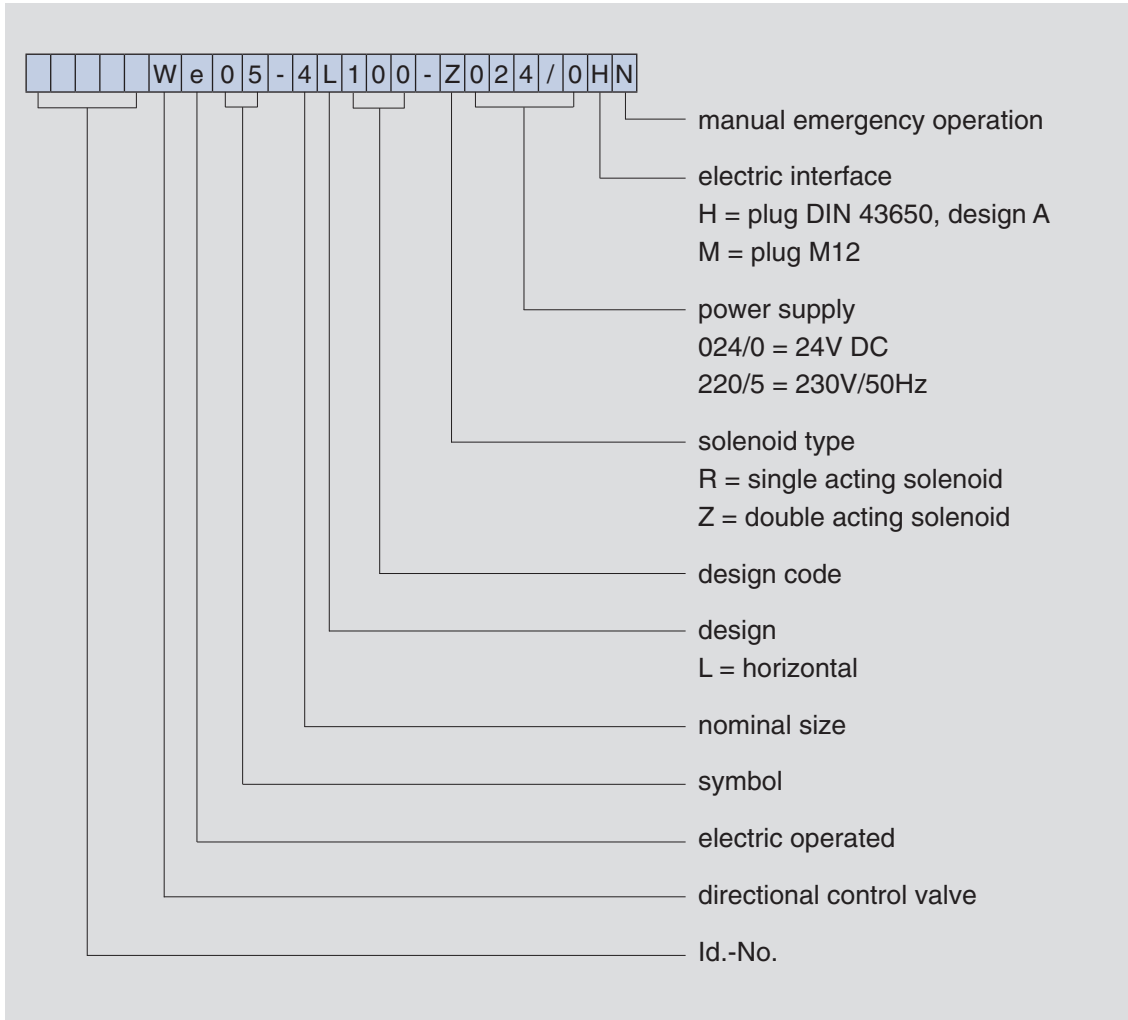 We05-4L100-Z024/0HN
manual emergency operation
electric interface
H = plug DIN 43650, design A
M = plug M12
power supply
024/0 = 24V DC
220/5 = 230V/50Hz
solenoid type
R = single acting solenoid
Z = double acting solenoid
design code
design
L = horizontal
nominal size
symbol
electric operated
directional control valve
Id.-No.